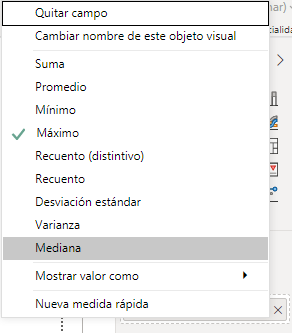 Quitar campo
Cambiar nombre de este objeto visual
Suma
Promedio
Mínimo
Máximo
Recuento (distintivo)
Recuento
Desviación estándar
Varianza
Mediana
Mostrar valor como
Nueva medida rápida